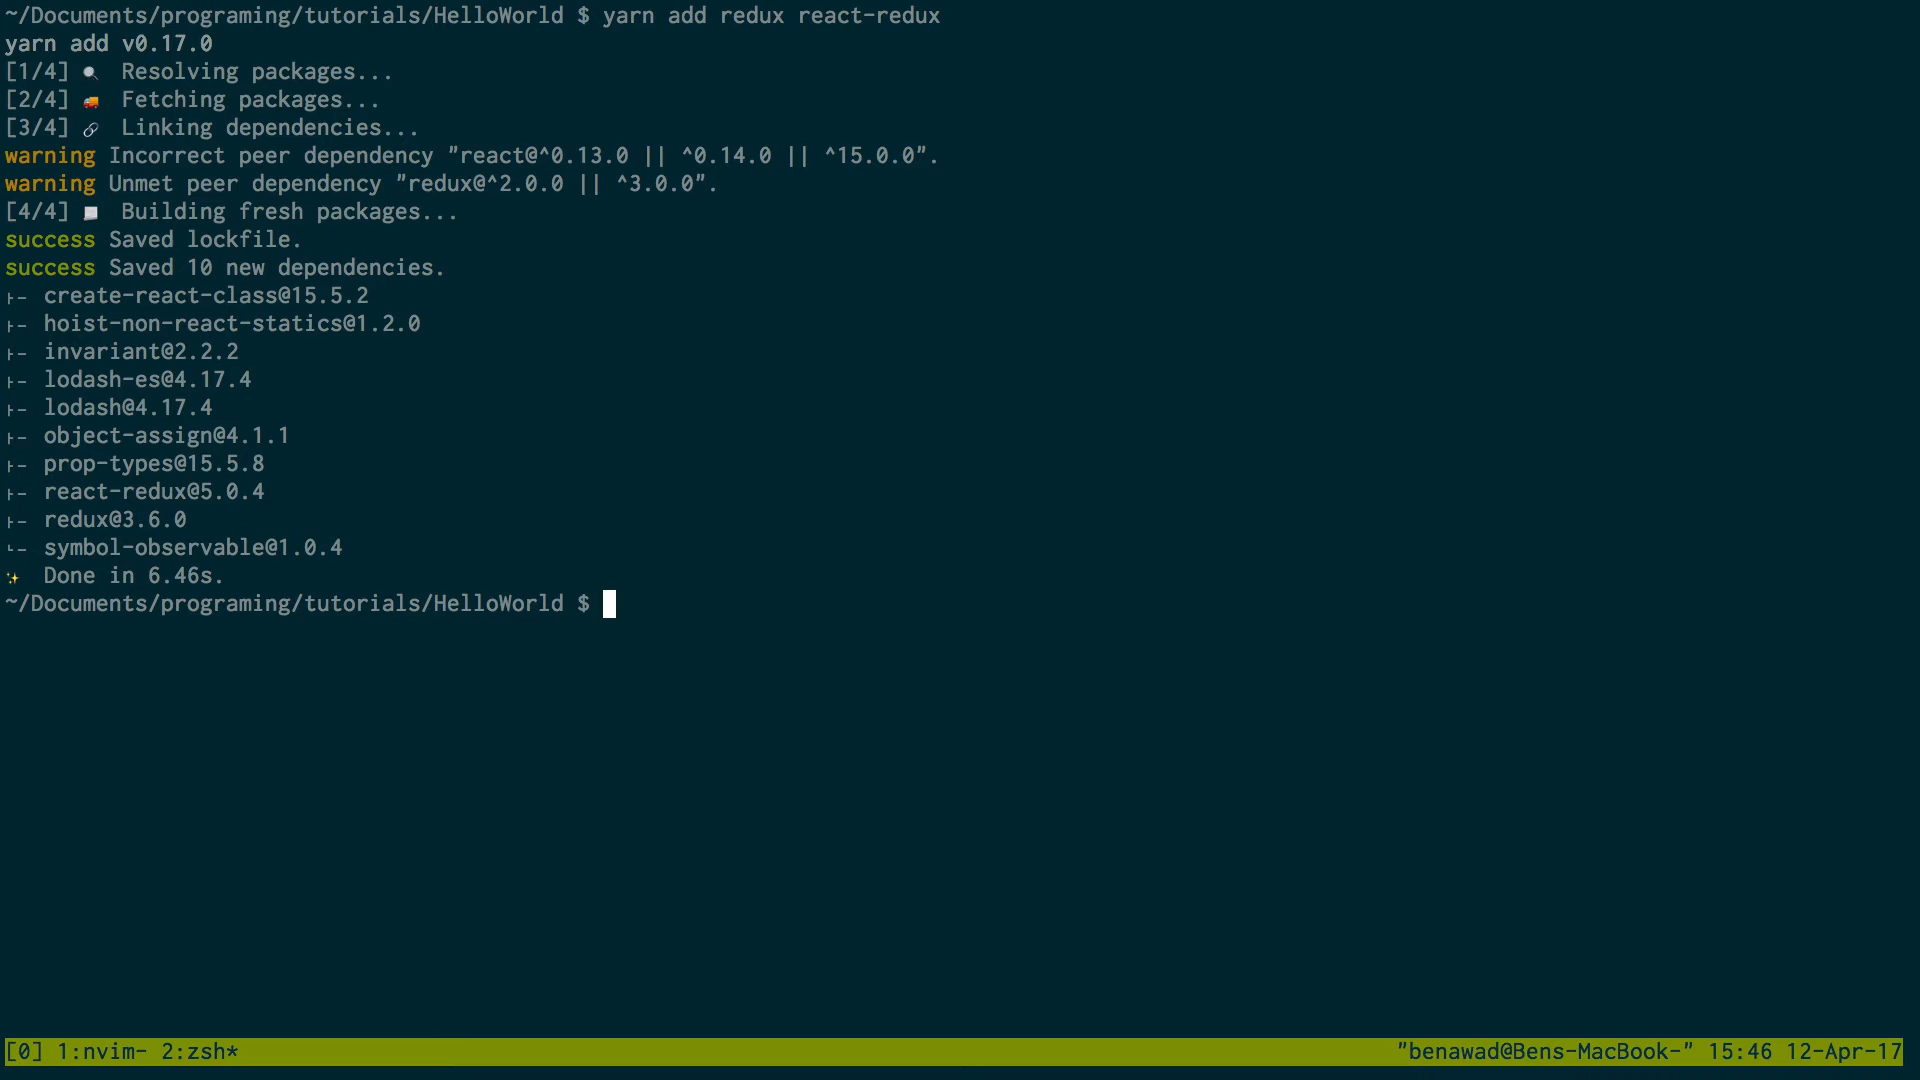 ~/Documents/programing/tutorials/HelloWorld $ yarn add redux react-redux
yarn add v0.17.0
[1/4] 🔍 Resolving packages...
[2/4] 🚚 Fetching packages...
[3/4] 🔗 Linking dependencies...
warning Incorrect peer dependency "react@^0.13.0 || ^0.14.0 || ^15.0.0".
warning Unmet peer dependency "redux@^2.0.0 || ^3.0.0".
[4/4] 📃 Building fresh packages...
success Saved lockfile.
success Saved 10 new dependencies.
├─ create-react-class@15.5.2
├─ hoist-non-react-statics@1.2.0
├─ invariant@2.2.2
├─ lodash-es@4.17.4
├─ lodash@4.17.4
├─ object-assign@4.1.1
├─ prop-types@15.5.8
├─ react-redux@5.0.4
├─ redux@3.6.0
└─ symbol-observable@1.0.4
✨ Done in 6.46s.
~/Documents/programing/tutorials/HelloWorld $
[0] 1:nvim- 2:zsh* "benawad@Bens-MacBook-" 15:46 12-Apr-17